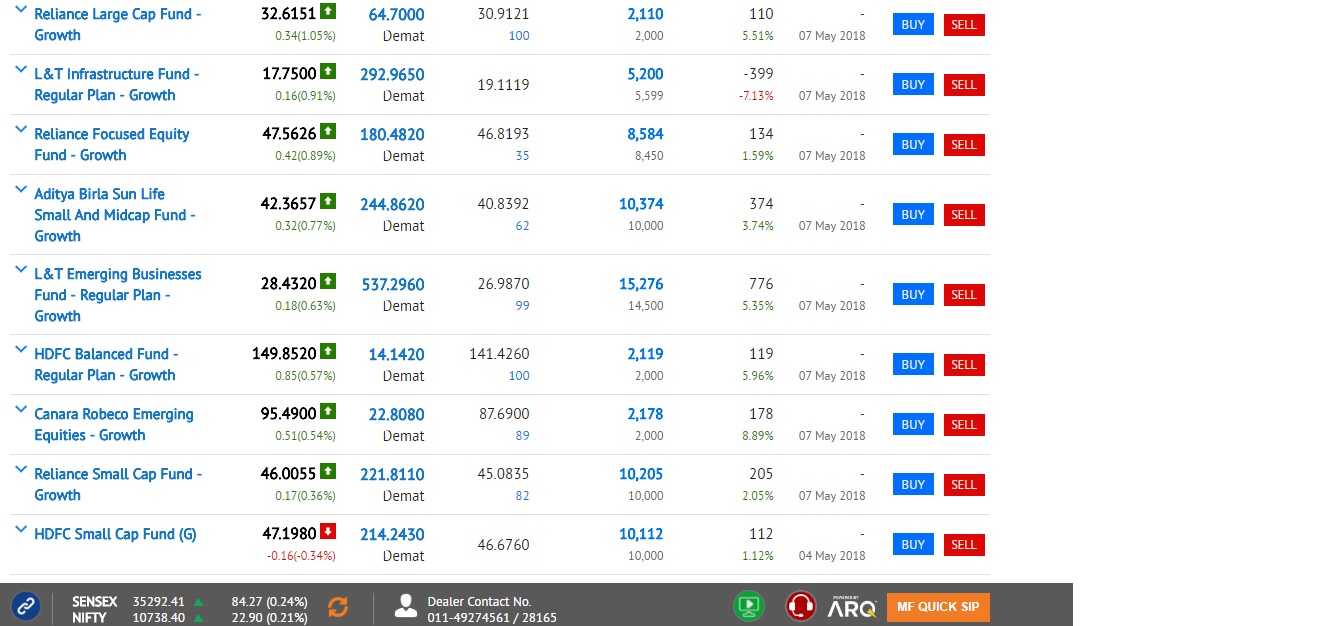 Reliance Large Cap Fund - 32.6151 64.7000 30.9121 2,110 110 - BUY SELL
Growth 0.34(1.05%) Demat 100 2,000 5.51% 07 May 2018
L&T Infrastructure Fund - 17.7500 292.9650 19.1119 5,200 -399 - BUY SELL
Regular Plan - Growth 0.16(0.91%) Demat 5,599 -7.13% 07 May 2018
Reliance Focused Equity 47.5626 180.4820 46.8193 8,584 134 - BUY SELL
Fund - Growth 0.42(0.89%) Demat 35 8,450 1.59% 07 May 2018
Aditya Birla Sun Life
Small And Midcap Fund - 42.3657 244.8620 40.8392 10,374 374 - BUY SELL
Growth 0.32(0.77%) Demat 62 10,000 3.74% 07 May 2018
L&T Emerging Businesses
Fund - Regular Plan - 28.4320 537.2960 26.9870 15,276 776 - BUY SELL
Growth 0.18(0.63%) Demat 99 14,500 5.35% 07 May 2018
HDFC Balanced Fund - 149.8520 14.1420 141.4260 2,119 119 - BUY SELL
Regular Plan - Growth 0.85(0.57%) Demat 100 2,000 5.96% 07 May 2018
Canara Robeco Emerging 95.4900 22.8080 87.6900 2,178 178 - BUY SELL
Equities - Growth 0.51(0.54%) Demat 89 2,000 8.89% 07 May 2018
Reliance Small Cap Fund - 46.0055 221.8110 45.0835 10,205 205 - BUY SELL
Growth 0.17(0.36%) Demat 82 10,000 2.05% 07 May 2018
HDFC Small Cap Fund (G) 47.1980 214.2430 46.6760 10,112 112 - BUY SELL
-0.16(-0.34%) Demat 10,000 1.12% 04 May 2018
SENSEX 35292.41 84.27 (0.24%) Dealer Contact No. POWERED BY ARQ MF QUICK SIP
NIFTY 10738.40 22.90 (0.21%) 011-49274561 / 28165